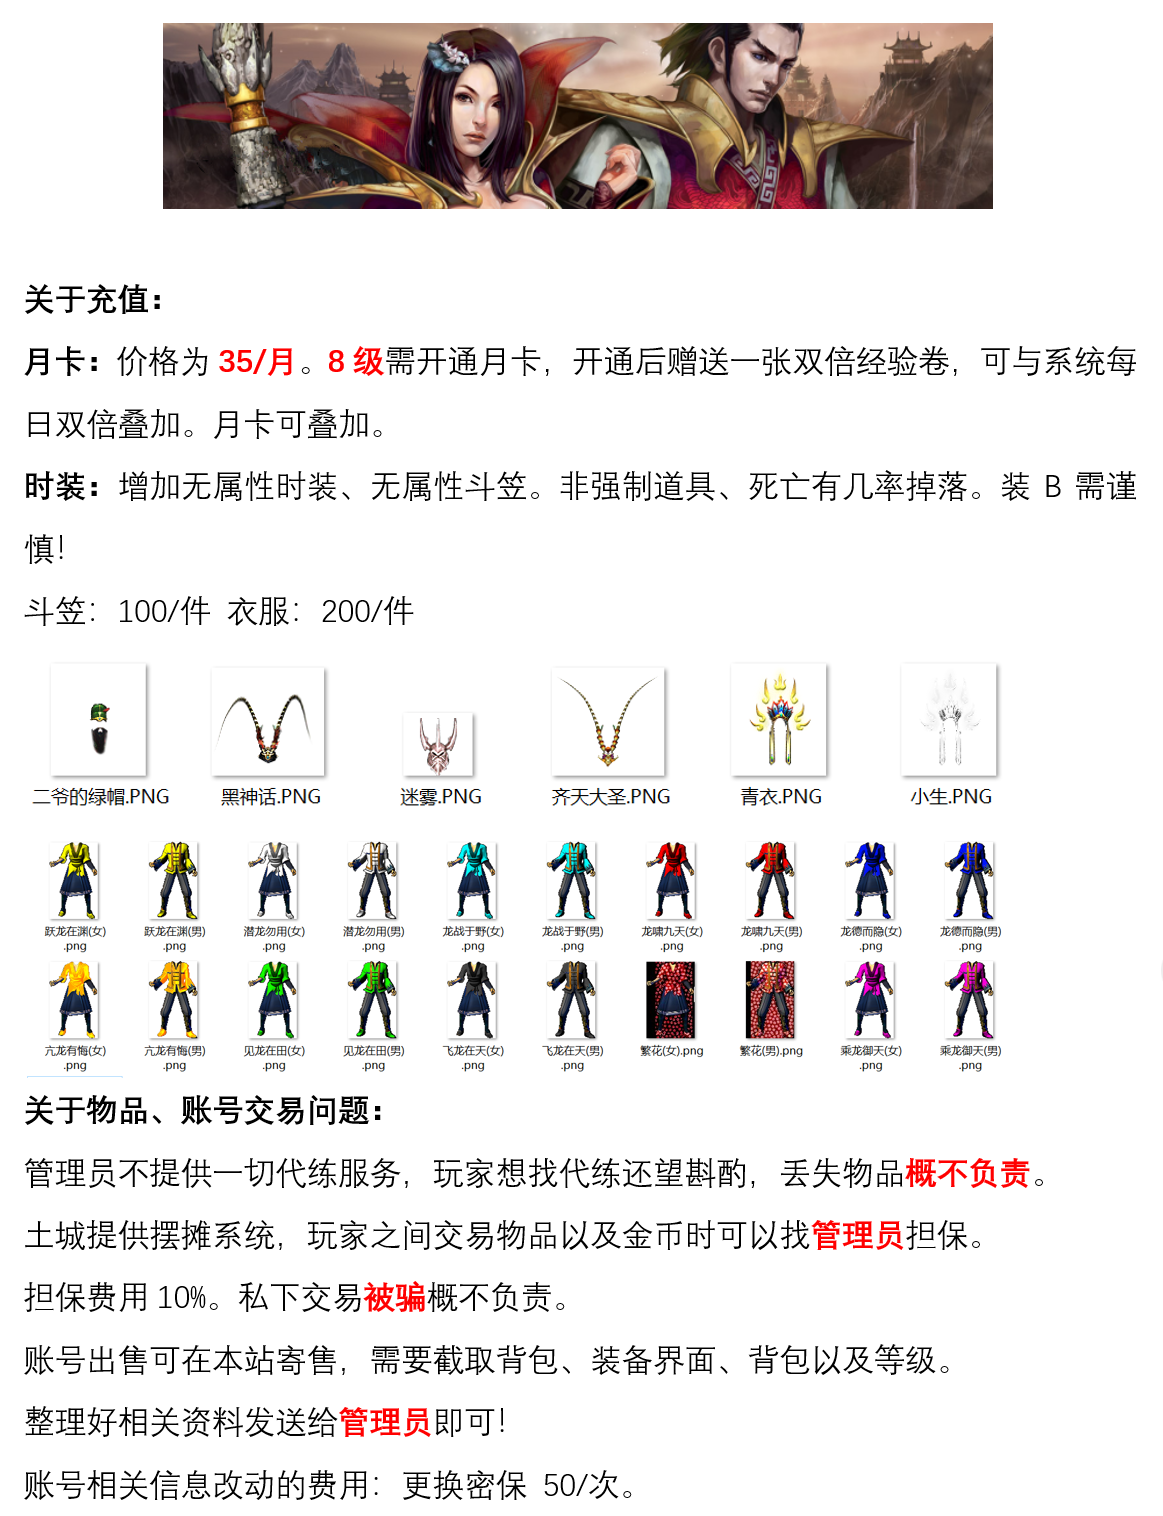 关于充值：
月卡：价格为 35/月。8 级需开通月卡，开通后赠送一张双倍经验卷，可与系统每
日双倍叠加。月卡可叠加。
时装：增加无属性时装、无属性斗笠。非强制道具、死亡有几率掉落。装 B 需谨
慎！
斗笠：100/件 衣服：200/件
二爷的绿帽.PNG 黑神话.PNG 迷雾.PNG 齐天大圣.PNG 青衣.PNG 小生.PNG
跃龙在渊(女) 跃龙在渊(男) 潜龙勿用(女) 潜龙勿用(男) 龙战于野(女) 龙战于野(男) 龙啸九天(女) 龙啸九天(男) 龙德而隐(女) 龙德而隐(男)
.png .png .png .png .png .png .png .png .png .png
亢龙有悔(女) 亢龙有悔(男) 见龙在田(女) 见龙在田(男) 飞龙在天(女) 飞龙在天(男) 繁花(女).png 繁花(男).png 乘龙御天(女) 乘龙御天(男)
.png .png .png .png .png .png .png .png
关于物品、账号交易问题：
管理员不提供一切代练服务，玩家想找代练还望斟酌，丢失物品概不负责。
土城提供摆摊系统，玩家之间交易物品以及金币时可以找管理员担保。
担保费用 10%。私下交易被骗概不负责。
账号出售可在本站寄售，需要截取背包、装备界面、背包以及等级。
整理好相关资料发送给管理员即可！
账号相关信息改动的费用：更换密保 50/次。